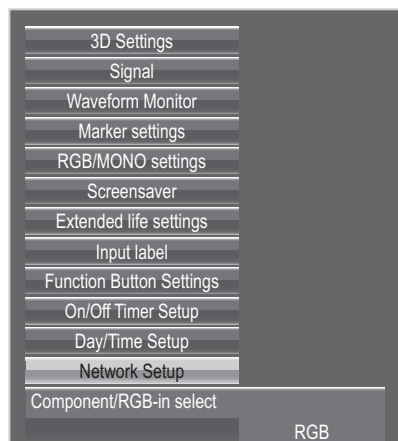 3D Settings
Signal
Waveform Monitor
Marker settings
RGB/MONO settings
Screensaver
Extended life settings
Input label
Function Button Settings
On/Off Timer Setup
Day/Time Setup
Network Setup
Component/RGB-in select
RGB